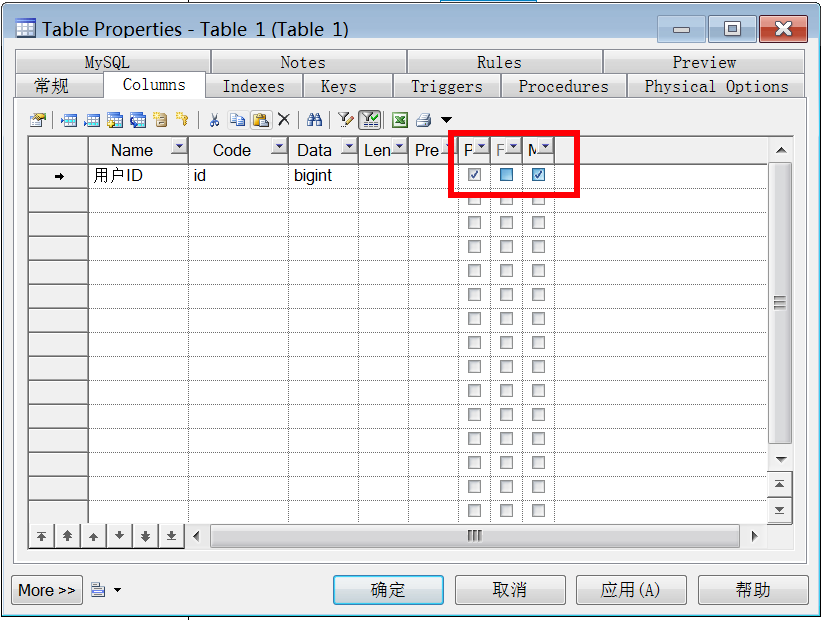 Table Properties - Table 1 (Table 1)
MySQL Notes Rules Preview
常规 Columns Indexes Keys Triggers Procedures Physical Options
Name Code Data Len Pre P F M
用户ID id bigint
More >> 确定 取消 应用(A) 帮助